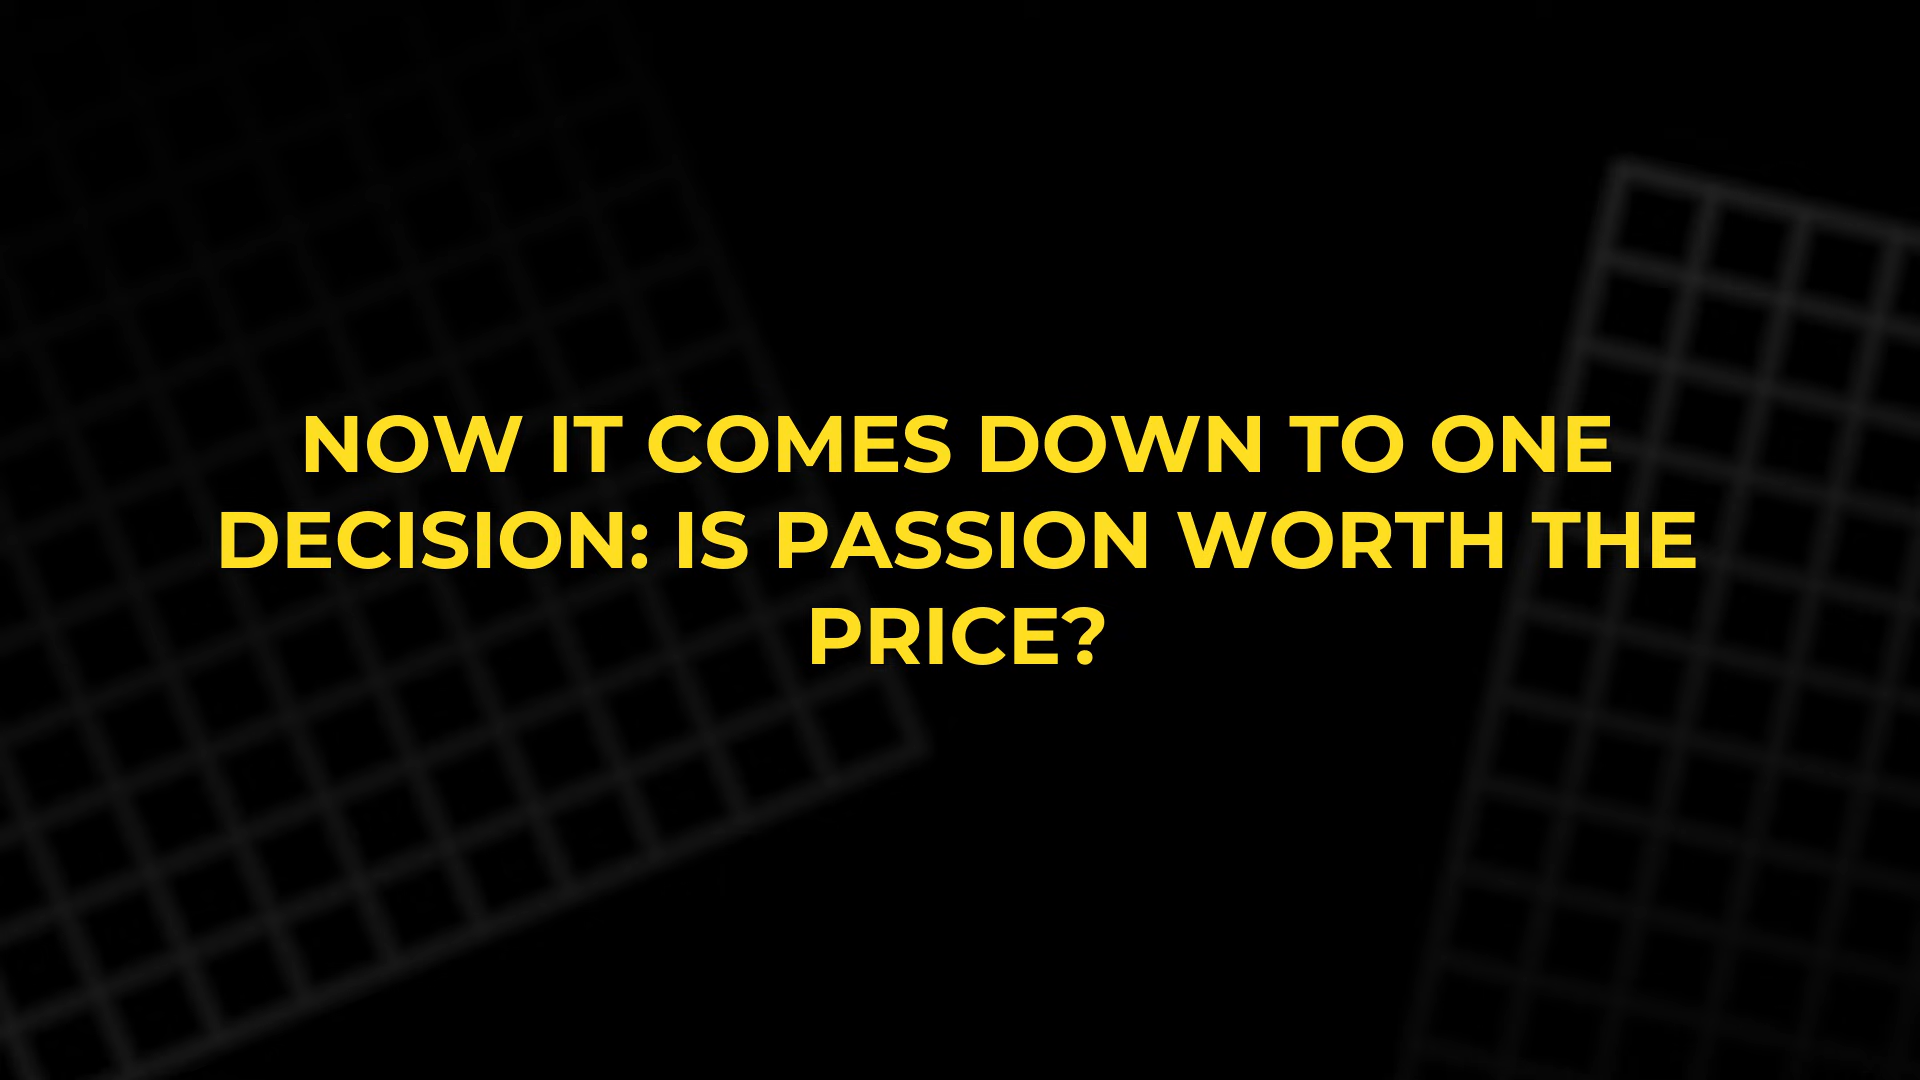 NOW IT COMES DOWN TO ONE
DECISION: IS PASSION WORTH THE
PRICE?